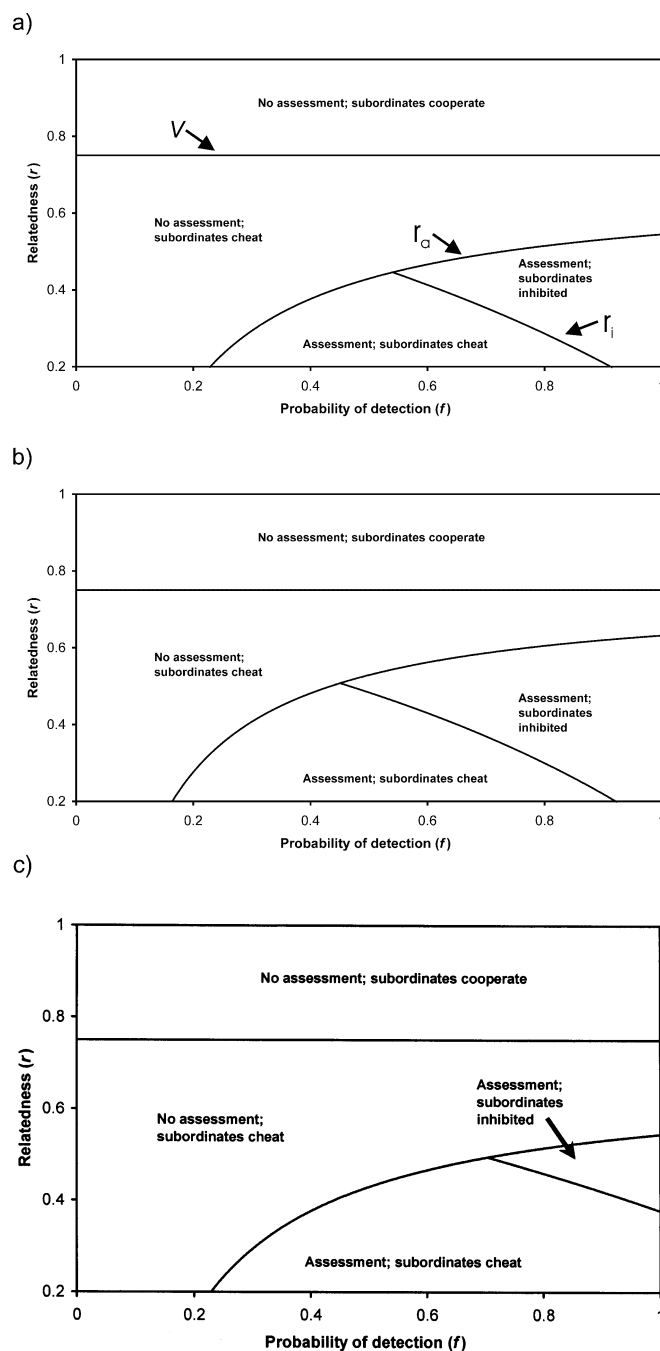 a)
1
No assessment; subordinates cooperate
V
0.8
Relatedness (r)
No assessment;
subordinates cheat
0.6
ra
Assessment;
subordinates
inhibited
0.4
ri
Assessment; subordinates cheat
0.2
0 0.2 0.4 0.6 0.8 1
Probability of detection (f)
b)
1
No assessment; subordinates cooperate
0.8
Relatedness (r)
No assessment;
subordinates cheat
0.6
Assessment;
subordinates
inhibited
0.4
Assessment; subordinates cheat
0.2
0 0.2 0.4 0.6 0.8 1
Probability of detection (f)
c)
1
No assessment; subordinates cooperate
0.8
Relatedness (r)
Assessment;
subordinates
inhibited
No assessment;
subordinates cheat
0.6
0.4
Assessment; subordinates cheat
0.2
0 0.2 0.4 0.6 0.8 1
Probability of detection (f)